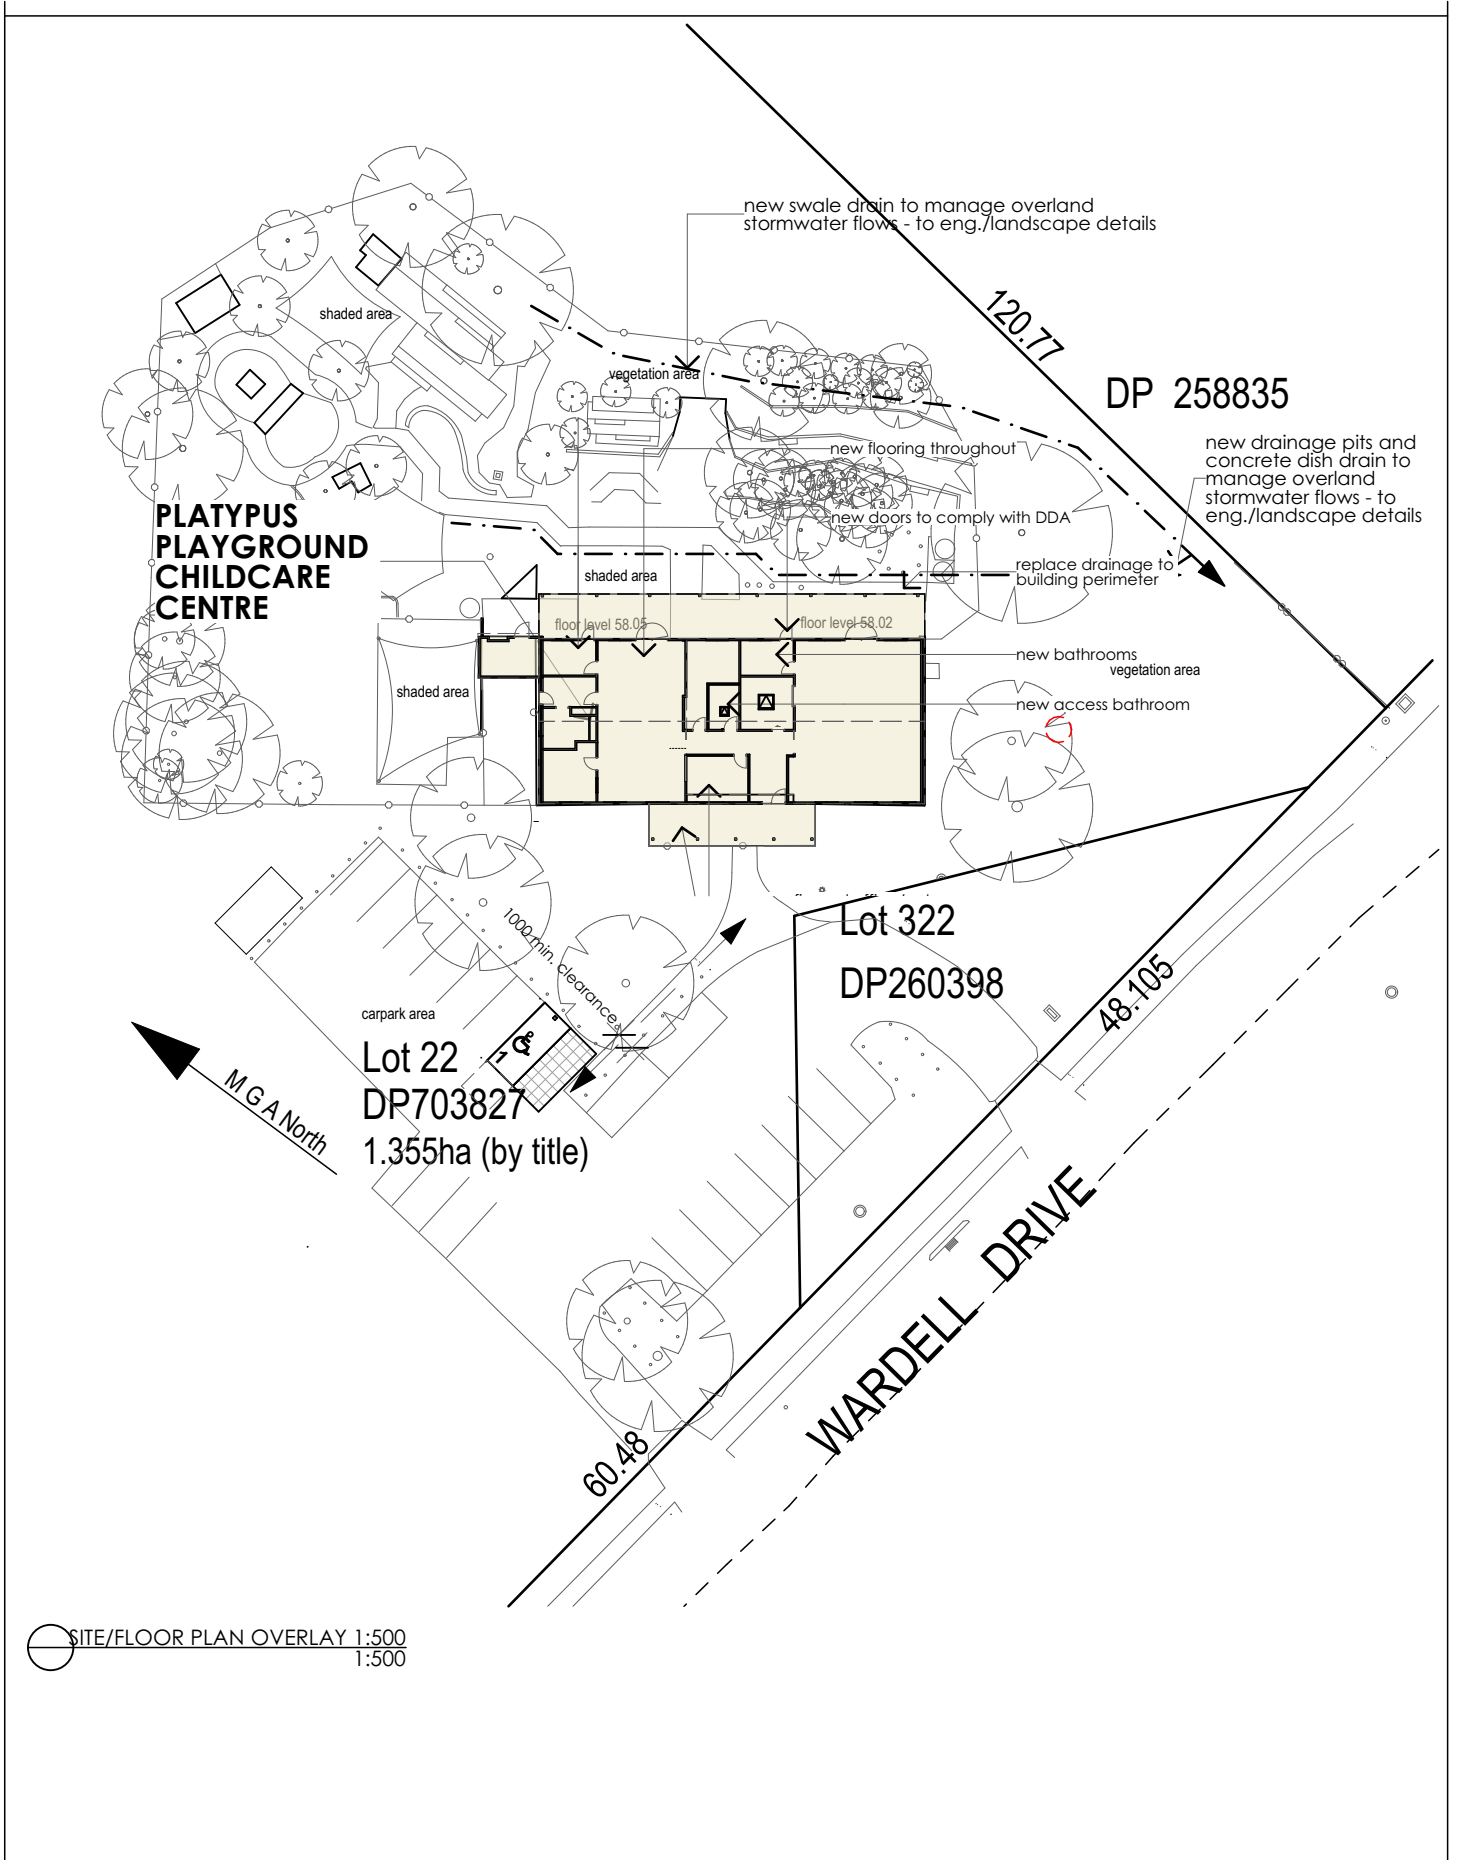 new swale drain to manage overland
stormwater flows - to eng./landscape details
120.77
shaded area
vegetation area
DP 258835
new drainage pits and
concrete dish drain to
manage overland
stormwater flows - to
eng./landscape details
new flooring throughout
PLATYPUS
PLAYGROUND
CHILDCARE
CENTRE
new doors to comply with DDA
shaded area
replace drainage to
building perimeter
floor level 58.05
floor level 58.02
new bathrooms
vegetation area
shaded area
new access bathroom
Lot 322
DP260398
48.105
1000 min. clearance
carpark area
1
Lot 22
DP703827
1.355ha (by title)
M G A North
WARDELL DRIVE
60.48
SITE/FLOOR PLAN OVERLAY 1:500
1:500